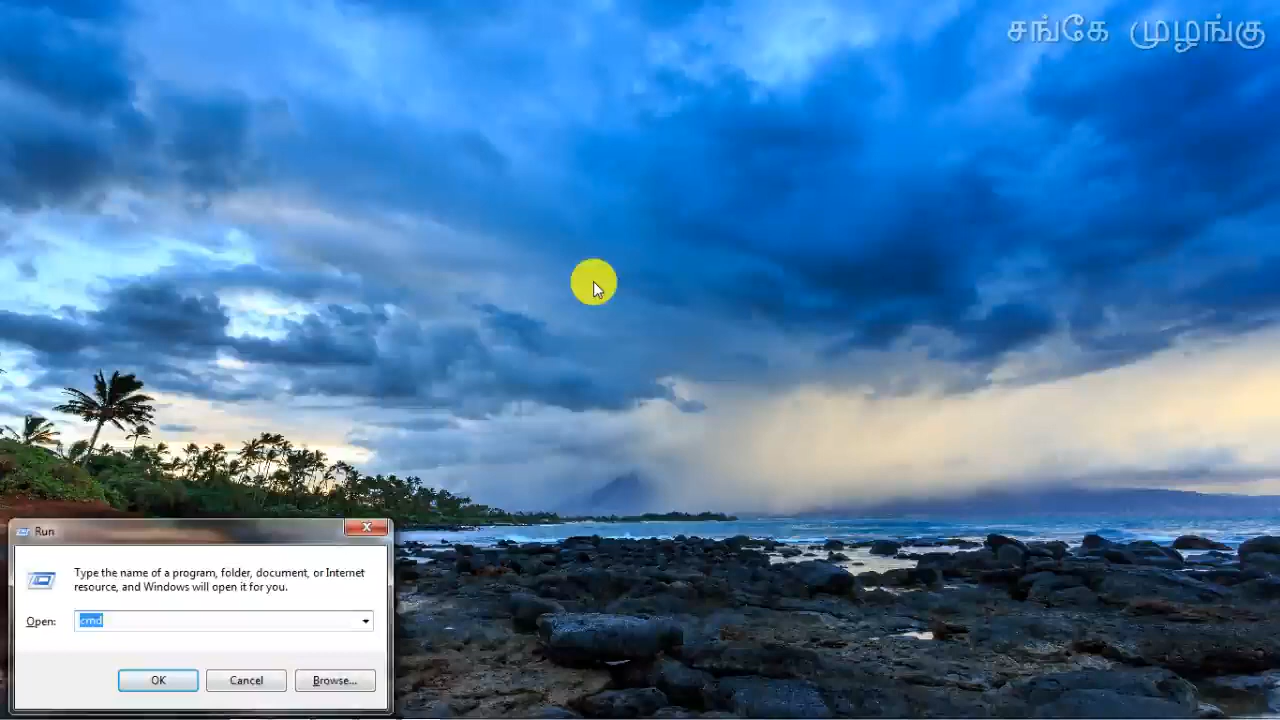 சங்கே முழங்கு
Run
Type the name of a program, folder, document, or Internet
resource, and Windows will open it for you.
Open: cmd
OK Cancel Browse...